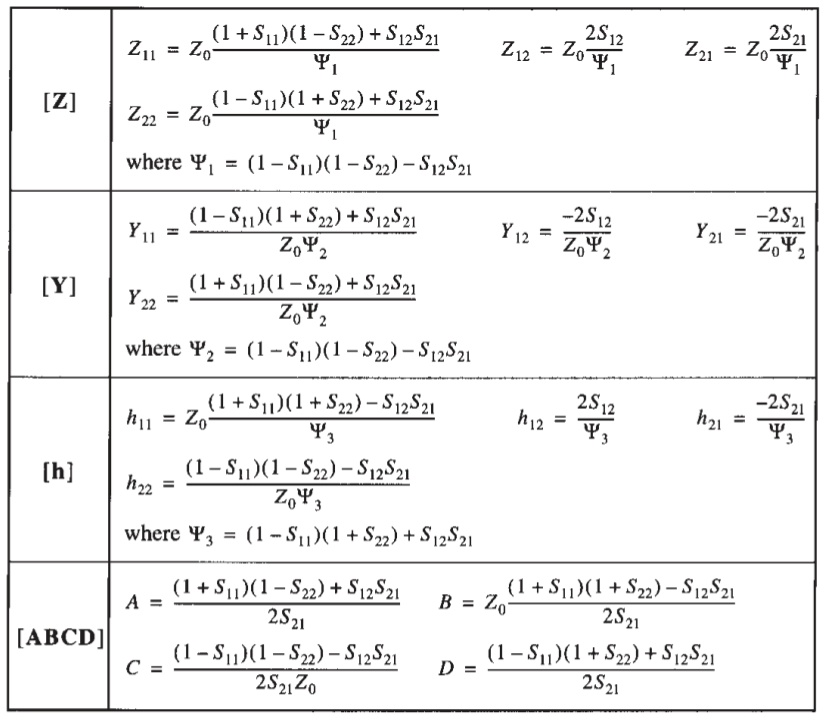 [Z]
Z₁₁ = Z₀ ((1 + S₁₁)(1 − S₂₂) + S₁₂S₂₁)/Ψ₁    Z₁₂ = Z₀ 2S₁₂/Ψ₁    Z₂₁ = Z₀ 2S₂₁/Ψ₁
Z₂₂ = Z₀ ((1 − S₁₁)(1 + S₂₂) + S₁₂S₂₁)/Ψ₁
where Ψ₁ = (1 − S₁₁)(1 − S₂₂) − S₁₂S₂₁
[Y]
Y₁₁ = ((1 − S₁₁)(1 + S₂₂) + S₁₂S₂₁)/(Z₀Ψ₂)    Y₁₂ = −2S₁₂/(Z₀Ψ₂)    Y₂₁ = −2S₂₁/(Z₀Ψ₂)
Y₂₂ = ((1 + S₁₁)(1 − S₂₂) + S₁₂S₂₁)/(Z₀Ψ₂)
where Ψ₂ = (1 − S₁₁)(1 − S₂₂) − S₁₂S₂₁
[h]
h₁₁ = Z₀ ((1 + S₁₁)(1 + S₂₂) − S₁₂S₂₁)/Ψ₃    h₁₂ = 2S₁₂/Ψ₃    h₂₁ = −2S₂₁/Ψ₃
h₂₂ = ((1 − S₁₁)(1 − S₂₂) − S₁₂S₂₁)/(Z₀Ψ₃)
where Ψ₃ = (1 − S₁₁)(1 + S₂₂) + S₁₂S₂₁
[ABCD]
A = ((1 + S₁₁)(1 − S₂₂) + S₁₂S₂₁)/(2S₂₁)    B = Z₀ ((1 + S₁₁)(1 + S₂₂) − S₁₂S₂₁)/(2S₂₁)
C = ((1 − S₁₁)(1 − S₂₂) − S₁₂S₂₁)/(2S₂₁Z₀)    D = ((1 − S₁₁)(1 + S₂₂) + S₁₂S₂₁)/(2S₂₁)